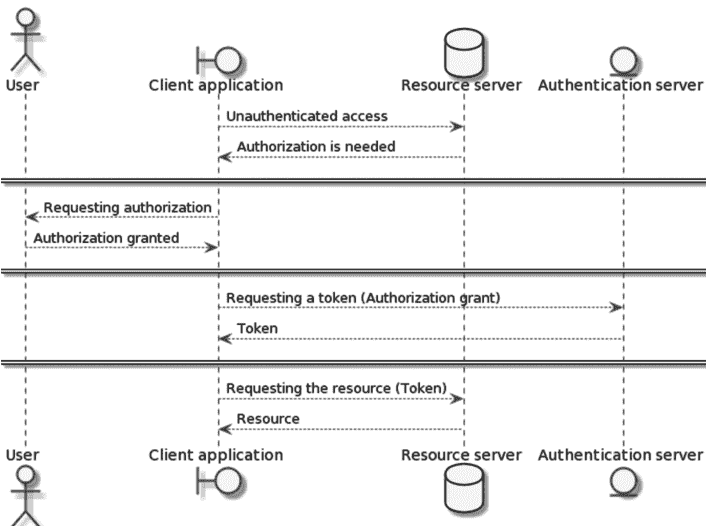 User
Client application
Resource server
Authentication server
Unauthenticated access
Authorization is needed
Requesting authorization
Authorization granted
Requesting a token (Authorization grant)
Token
Requesting the resource (Token)
Resource
User
Client application
Resource server
Authentication server